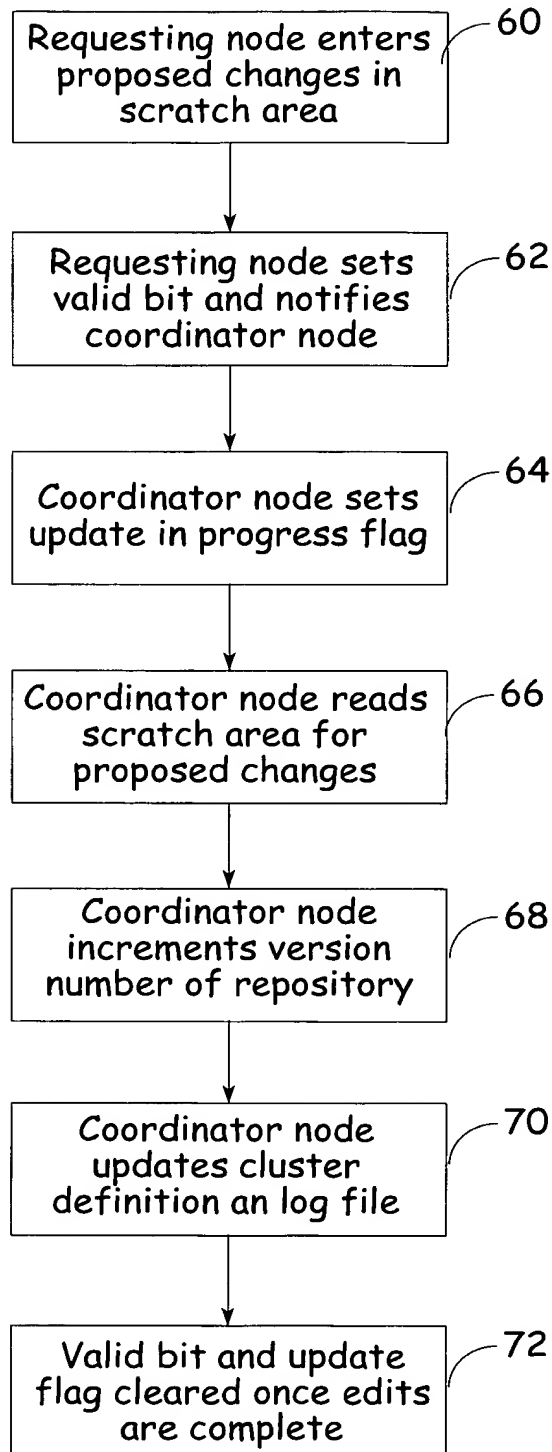 Requesting node enters
proposed changes in
scratch area
60
Requesting node sets
valid bit and notifies
coordinator node
62
Coordinator node sets
update in progress flag
64
Coordinator node reads
scratch area for
proposed changes
66
Coordinator node
increments version
number of repository
68
Coordinator node
updates cluster
definition an log file
70
Valid bit and update
flag cleared once edits
are complete
72